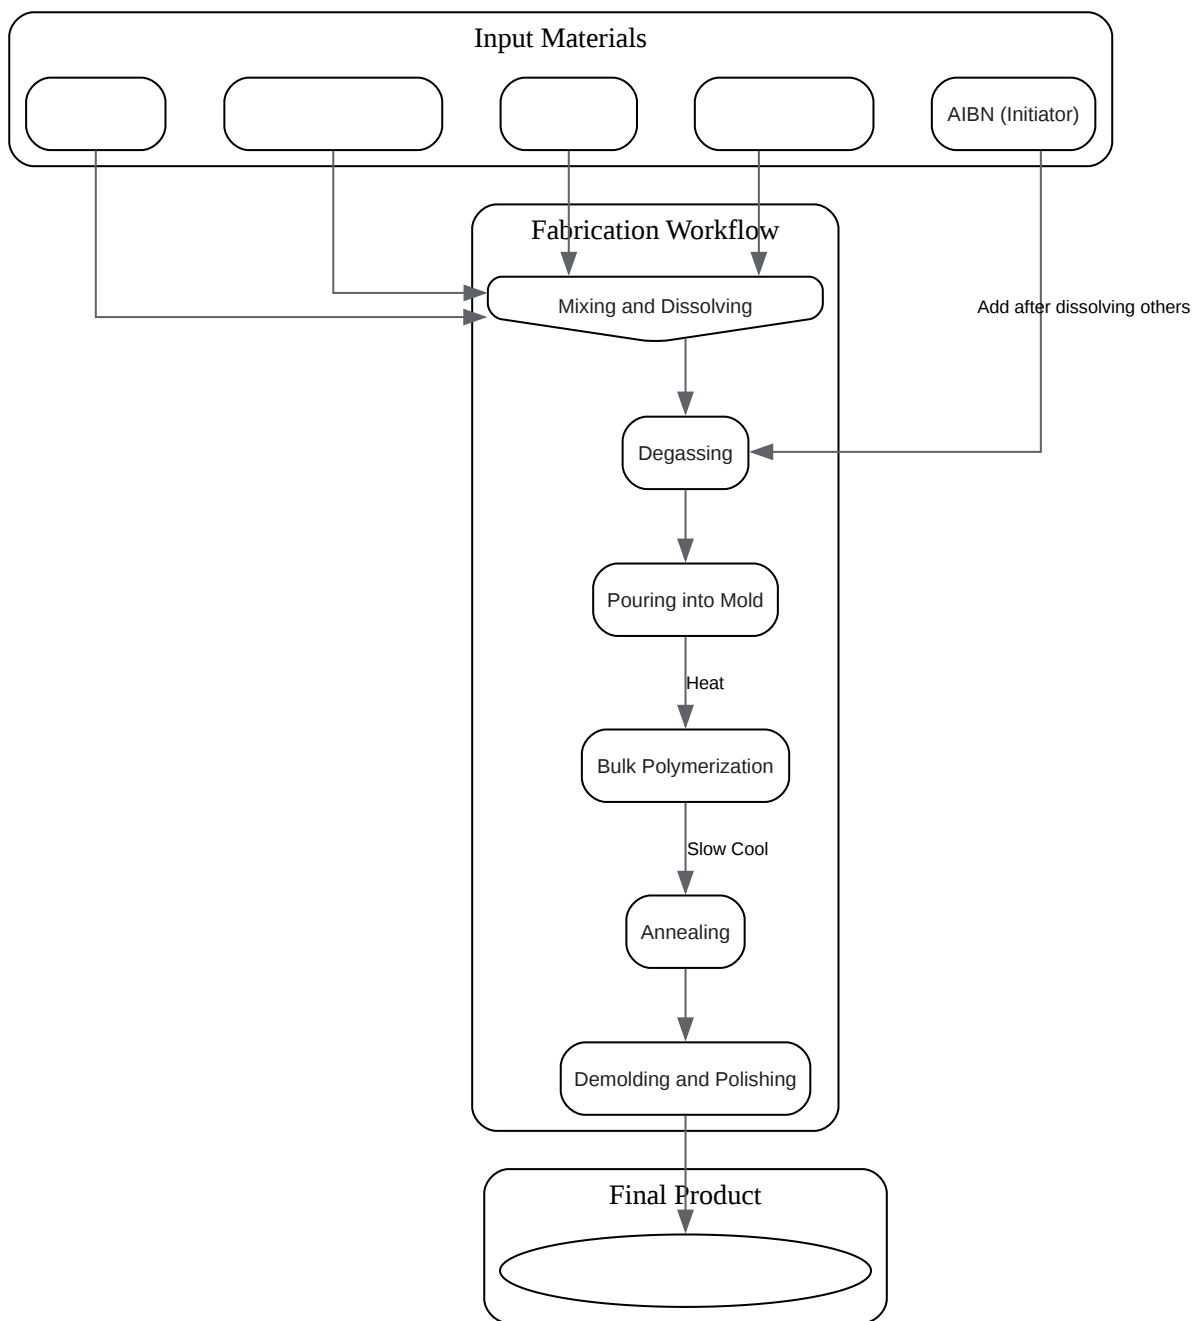 Input Materials
AIBN (Initiator)
Fabrication Workflow
Mixing and Dissolving
Add after dissolving others
Degassing
Pouring into Mold
Heat
Bulk Polymerization
Slow Cool
Annealing
Demolding and Polishing
Final Product